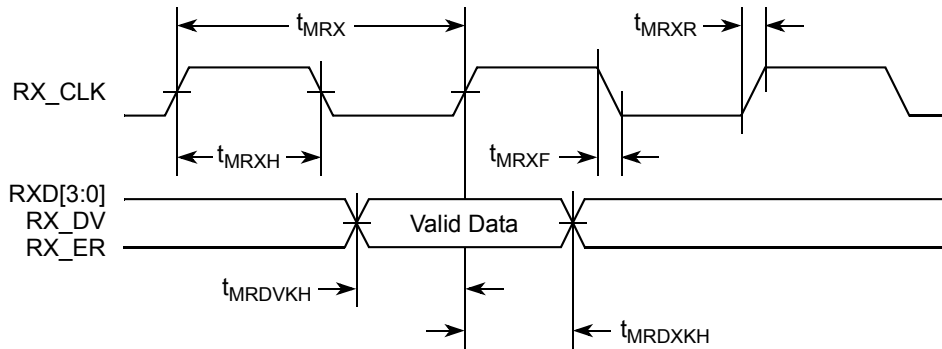 tMRX
tMRXR
RX_CLK
tMRXH
tMRXF
RXD[3:0]
RX_DV
Valid Data
RX_ER
tMRDVKH
tMRDXKH